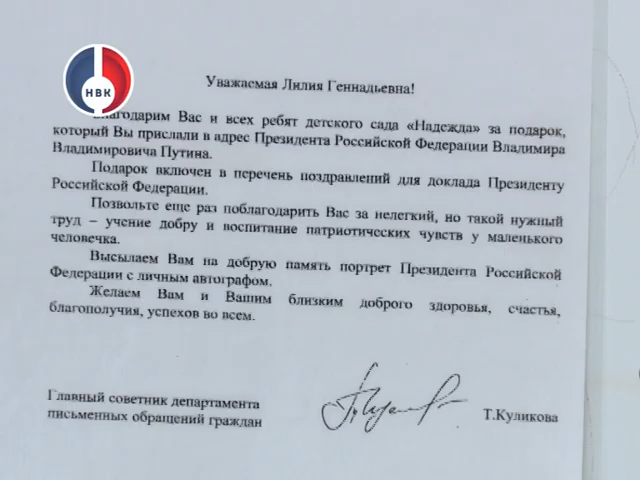 НВК
Уважаемая Лилия Геннадьевна!
Благодарим Вас и всех ребят детского сада «Надежда» за подарок,
который Вы прислали в адрес Президента Российской Федерации Владимира
Владимировича Путина.
Подарок включен в перечень поздравлений для доклада Президенту
Российской Федерации.
Позвольте еще раз поблагодарить Вас за нелегкий, но такой нужный
труд – учение добру и воспитание патриотических чувств у маленького
человечка.
Высылаем Вам на добрую память портрет Президента Российской
Федерации с личным автографом.
Желаем Вам и Вашим близким доброго здоровья, счастья,
благополучия, успехов во всем.
Главный советник департамента
письменных обращений граждан
Т.Куликова